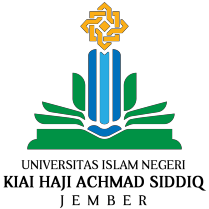 UNIVERSITAS ISLAM NEGERI
KIAI HAJI ACHMAD SIDDIQ
JEMBER